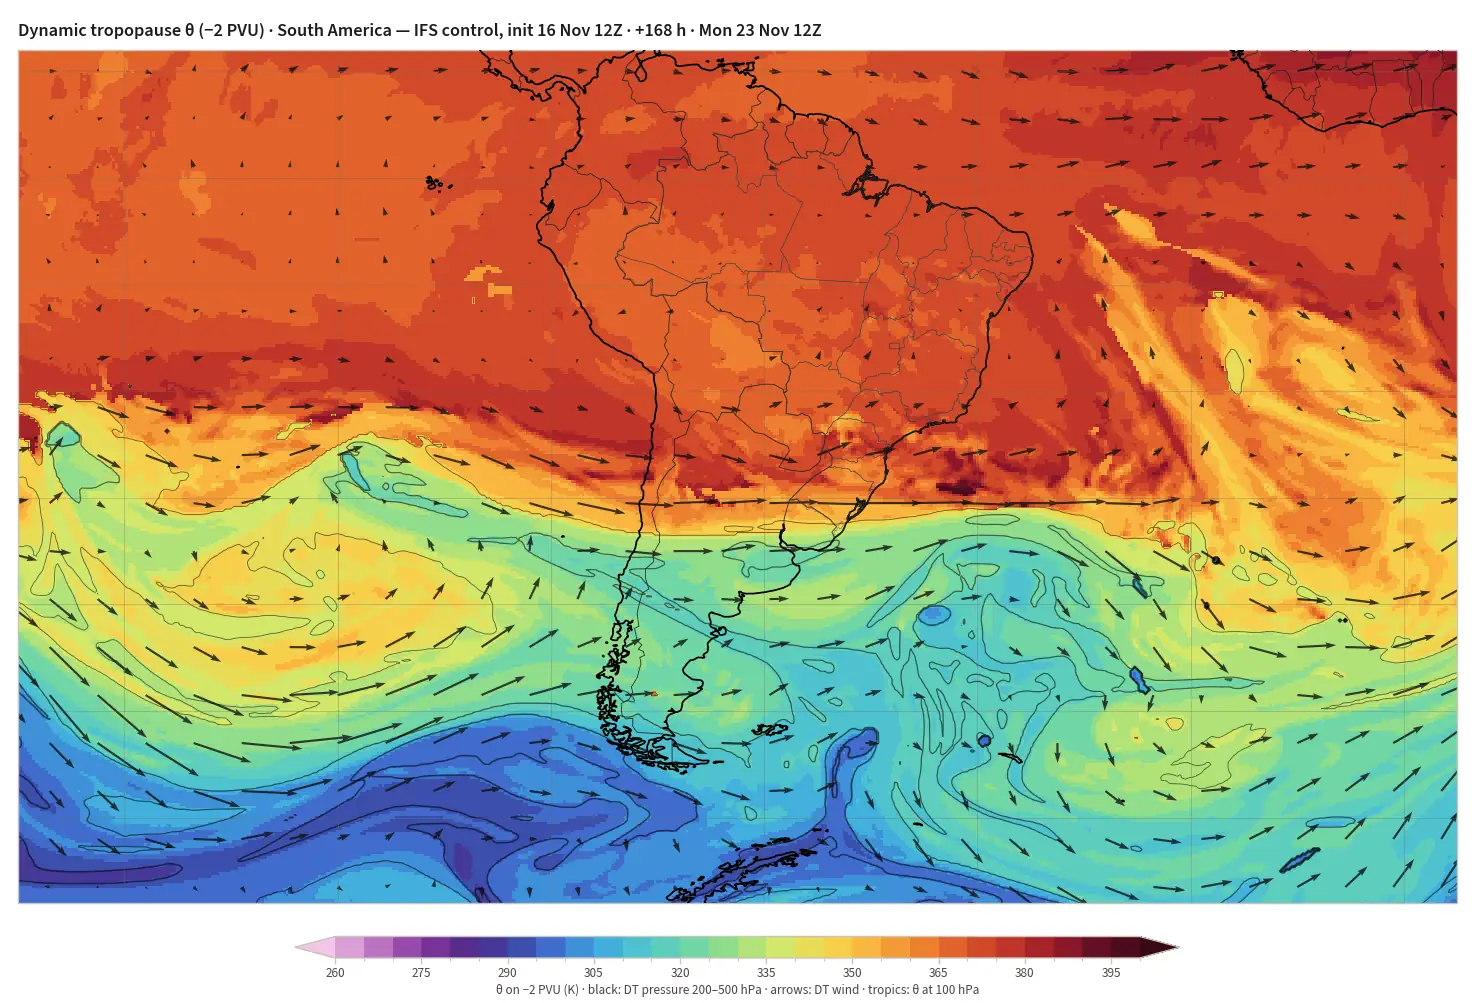 Dynamic tropopause θ (−2 PVU) · South America — IFS control, init 16 Nov 12Z · +168 h · Mon 23 Nov 12Z
260 275 290 305 320 335 350 365 380 395
θ on −2 PVU (K) · black: DT pressure 200–500 hPa · arrows: DT wind · tropics: θ at 100 hPa